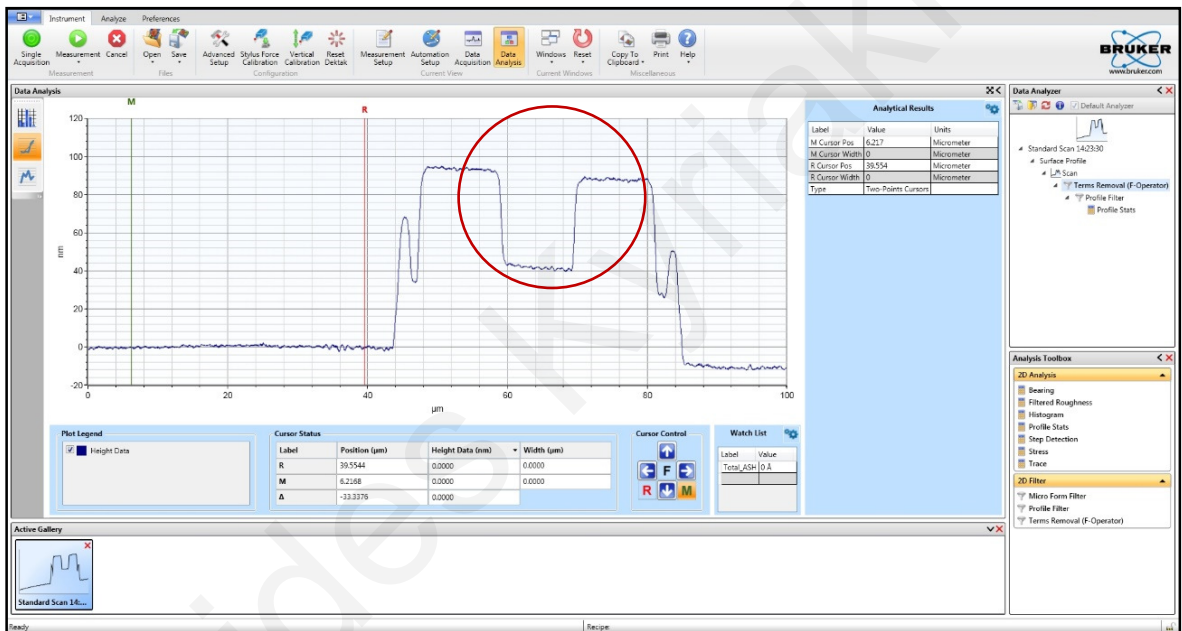 Instrument Analyze Preferences
Single Acquisition Measurement Cancel Open Save Advanced Setup Stylus Force Calibration Vertical Calibration Reset Dektak Measurement Setup Automation Setup Data Acquisition Data Analysis Windows Reset Copy To Clipboard Print Help
Measurement Files Configuration Current View Current Windows Miscellaneous
BRUKER
www.bruker.com
Data Analysis
M
R
120
100
80
60
40
20
0
-20
nm
0 20 40 60 80 100
µm
Analytical Results
Label Value Units
M Cursor Pos 6.217 Micrometer
M Cursor Width 0 Micrometer
R Cursor Pos 39.554 Micrometer
R Cursor Width 0 Micrometer
Type Two-Points Cursors
Plot Legend
Height Data
Cursor Status
Label Position (µm) Height Data (nm) Width (µm)
R 39.5544 0.0000 0.0000
M 6.2168 0.0000 0.0000
Δ -33.3376 0.0000
Cursor Control
F
R M
Watch List
Label Value
Total_ASH 0 Å
Data Analyzer
Default Analyzer
Standard Scan 14:23:30
Surface Profile
Scan
Terms Removal (F-Operator)
Profile Filter
Profile Stats
Analysis Toolbox
2D Analysis
Bearing
Filtered Roughness
Histogram
Profile Stats
Step Detection
Stress
Trace
2D Filter
Micro Form Filter
Profile Filter
Terms Removal (F-Operator)
Active Gallery
Standard Scan 14:...
Ready
Recipe:
ides Kyriaki